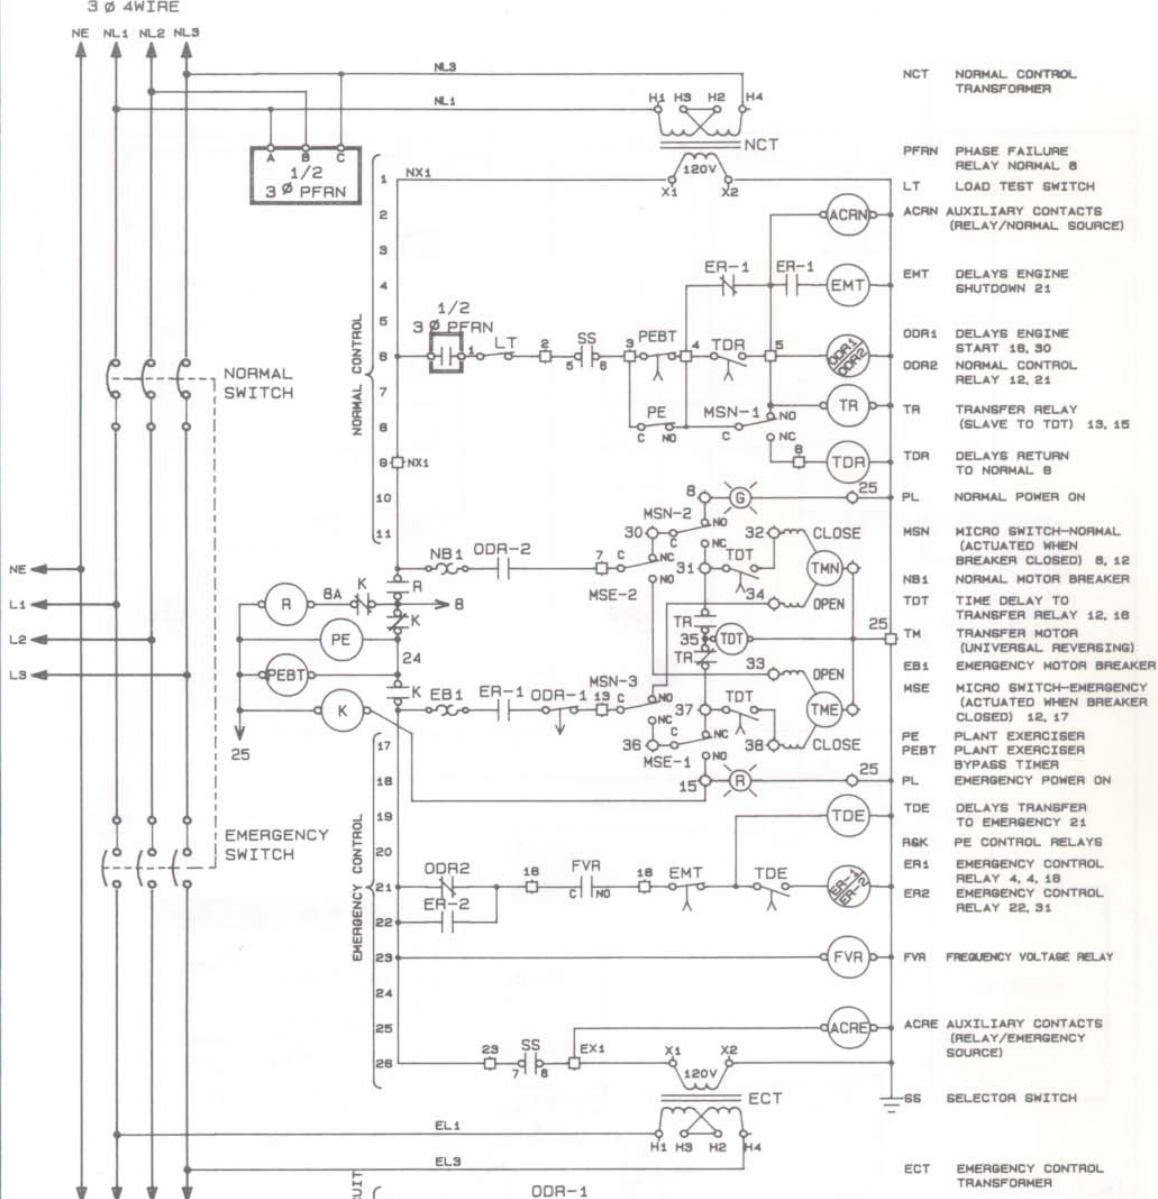 3 Ø 4WIRE
NE NL1 NL2 NL3
NL3
NL1
H1 H3 H2 H4
NCT
120V
X1 X2
A B C
1/2
3 Ø PFRN
NX1
1
2
3
4
5
6
7
8
9 NX1
10
11
NORMAL CONTROL
ACRN
ER-1 ER-1
EMT
1/2
3 Ø PFRN
1 LT 2 SS 3 PEBT 4 TDR 5
5 6
ODR1
ODR2
PE MSN-1 NO
C NO C NC
TR
8 TDR
NORMAL
SWITCH
8 G 25
MSN-2 NO
30 C NC
32 CLOSE
NB1 ODR-2 7 C NC
31 TDT TMN
NO
MSE-2
34 OPEN
NE
L1
L2
L3
R 8A K R 8
K
PE
24
PEBT
K
K
25
TR
35 TDT 25
TR
33 OPEN
EB1 ER-1 ODR-1 13 C NO
MSN-3
NC
37 TDT TME
36 C NC
38 CLOSE
MSE-1 NO
15 R 25
17
18
19
20
21
22
23
24
25
26
EMERGENCY CONTROL
EMERGENCY
SWITCH
TDE
ODR2 16 FVR 18 EMT TDE
C NO
ER-1
ER-2
ER-2
FVR
ACRE
23 SS EX1 X1 X2
7 8
120V
ECT
EL1
H1 H3 H2 H4
EL3
ODR-1
UIT
NCT NORMAL CONTROL
TRANSFORMER
PFRN PHASE FAILURE
RELAY NORMAL 6
LT LOAD TEST SWITCH
ACRN AUXILIARY CONTACTS
(RELAY/NORMAL SOURCE)
EMT DELAYS ENGINE
SHUTDOWN 21
ODR1 DELAYS ENGINE
START 16, 30
ODR2 NORMAL CONTROL
RELAY 12, 21
TR TRANSFER RELAY
(SLAVE TO TDT) 13, 15
TDR DELAYS RETURN
TO NORMAL 6
PL NORMAL POWER ON
MSN MICRO SWITCH-NORMAL
(ACTUATED WHEN
BREAKER CLOSED) 8, 12
NB1 NORMAL MOTOR BREAKER
TDT TIME DELAY TO
TRANSFER RELAY 12, 16
TM TRANSFER MOTOR
(UNIVERSAL REVERSING)
EB1 EMERGENCY MOTOR BREAKER
MSE MICRO SWITCH-EMERGENCY
(ACTUATED WHEN BREAKER
CLOSED) 12, 17
PE PLANT EXERCISER
PEBT PLANT EXERCISER
BYPASS TIMER
PL EMERGENCY POWER ON
TDE DELAYS TRANSFER
TO EMERGENCY 21
R&K PE CONTROL RELAYS
ER1 EMERGENCY CONTROL
RELAY 4, 4, 16
ER2 EMERGENCY CONTROL
RELAY 22, 31
FVR FREQUENCY VOLTAGE RELAY
ACRE AUXILIARY CONTACTS
(RELAY/EMERGENCY
SOURCE)
SS SELECTOR SWITCH
ECT EMERGENCY CONTROL
TRANSFORMER